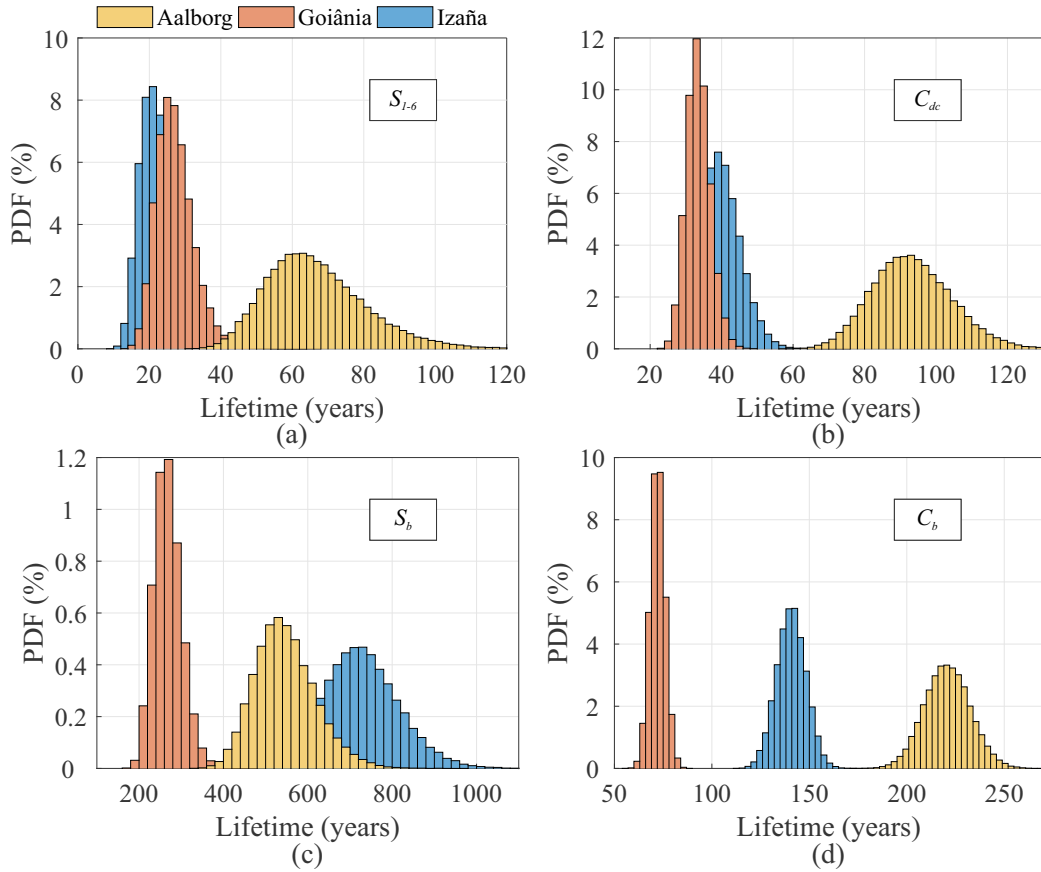 Aalborg Goiânia Izaña
PDF (%)
12
10
8
6
4
2
0
S1-6
0 20 40 60 80 100 120
Lifetime (years)
(a)
PDF (%)
12
10
8
6
4
2
0
Cdc
20 40 60 80 100 120
Lifetime (years)
(b)
PDF (%)
1.2
1
0.8
0.6
0.4
0.2
0
Sb
200 400 600 800 1000
Lifetime (years)
(c)
PDF (%)
10
8
6
4
2
0
Cb
50 100 150 200 250
Lifetime (years)
(d)